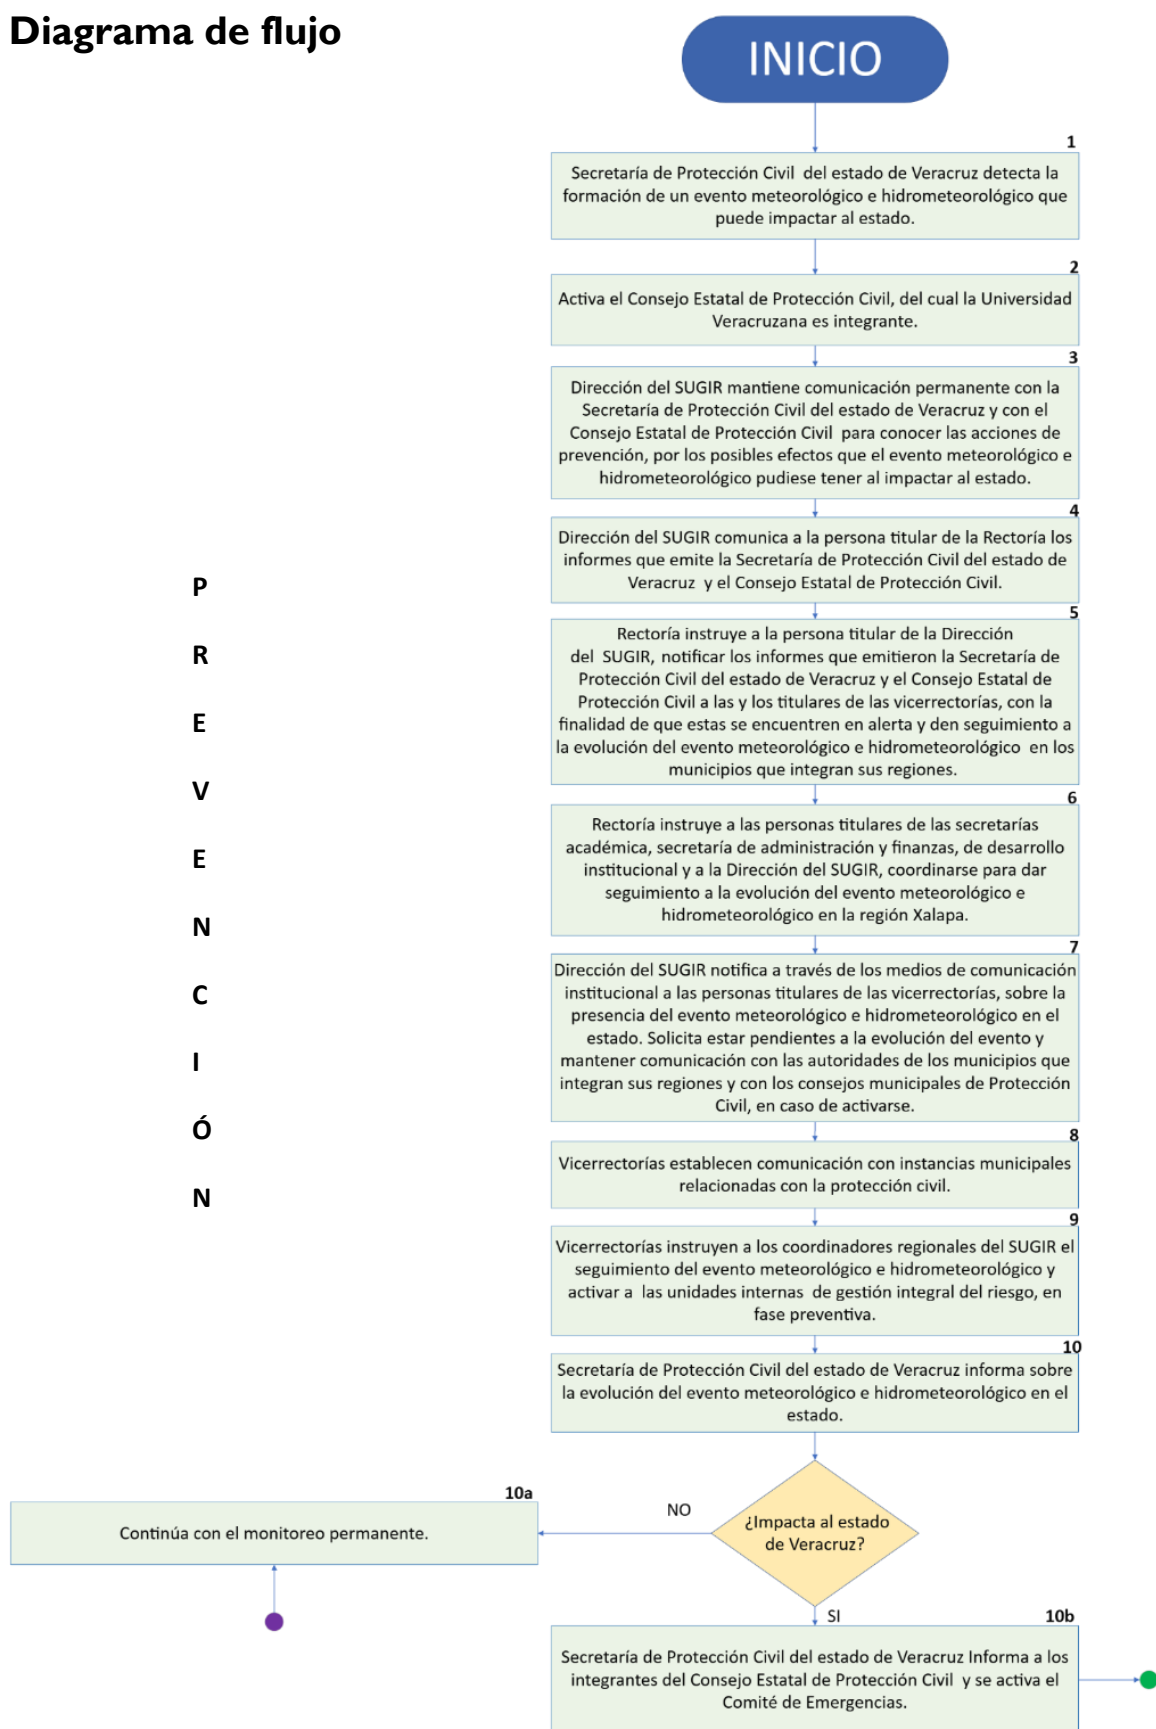 Diagrama de flujo
INICIO
1
Secretaría de Protección Civil del estado de Veracruz detecta la
formación de un evento meteorológico e hidrometeorológico que
puede impactar al estado.
2
Activa el Consejo Estatal de Protección Civil, del cual la Universidad
Veracruzana es integrante.
3
Dirección del SUGIR mantiene comunicación permanente con la
Secretaría de Protección Civil del estado de Veracruz y con el
Consejo Estatal de Protección Civil para conocer las acciones de
prevención, por los posibles efectos que el evento meteorológico e
hidrometeorológico pudiese tener al impactar al estado.
4
Dirección del SUGIR comunica a la persona titular de la Rectoría los
informes que emite la Secretaría de Protección Civil del estado de
Veracruz y el Consejo Estatal de Protección Civil.
5
Rectoría instruye a la persona titular de la Dirección
del SUGIR, notificar los informes que emitieron la Secretaría de
Protección Civil del estado de Veracruz y el Consejo Estatal de
Protección Civil a las y los titulares de las vicerrectorías, con la
finalidad de que estas se encuentren en alerta y den seguimiento a
la evolución del evento meteorológico e hidrometeorológico en los
municipios que integran sus regiones.
6
Rectoría instruye a las personas titulares de las secretarías
académica, secretaría de administración y finanzas, de desarrollo
institucional y a la Dirección del SUGIR, coordinarse para dar
seguimiento a la evolución del evento meteorológico e
hidrometeorológico en la región Xalapa.
7
Dirección del SUGIR notifica a través de los medios de comunicación
institucional a las personas titulares de las vicerrectorías, sobre la
presencia del evento meteorológico e hidrometeorológico en el
estado. Solicita estar pendientes a la evolución del evento y
mantener comunicación con las autoridades de los municipios que
integran sus regiones y con los consejos municipales de Protección
Civil, en caso de activarse.
8
Vicerrectorías establecen comunicación con instancias municipales
relacionadas con la protección civil.
9
Vicerrectorías instruyen a los coordinadores regionales del SUGIR el
seguimiento del evento meteorológico e hidrometeorológico y
activar a las unidades internas de gestión integral del riesgo, en
fase preventiva.
10
Secretaría de Protección Civil del estado de Veracruz informa sobre
la evolución del evento meteorológico e hidrometeorológico en el
estado.
P
R
E
V
E
N
C
I
Ó
N
¿Impacta al estado
de Veracruz?
NO
10a
Continúa con el monitoreo permanente.
SI
10b
Secretaría de Protección Civil del estado de Veracruz Informa a los
integrantes del Consejo Estatal de Protección Civil y se activa el
Comité de Emergencias.